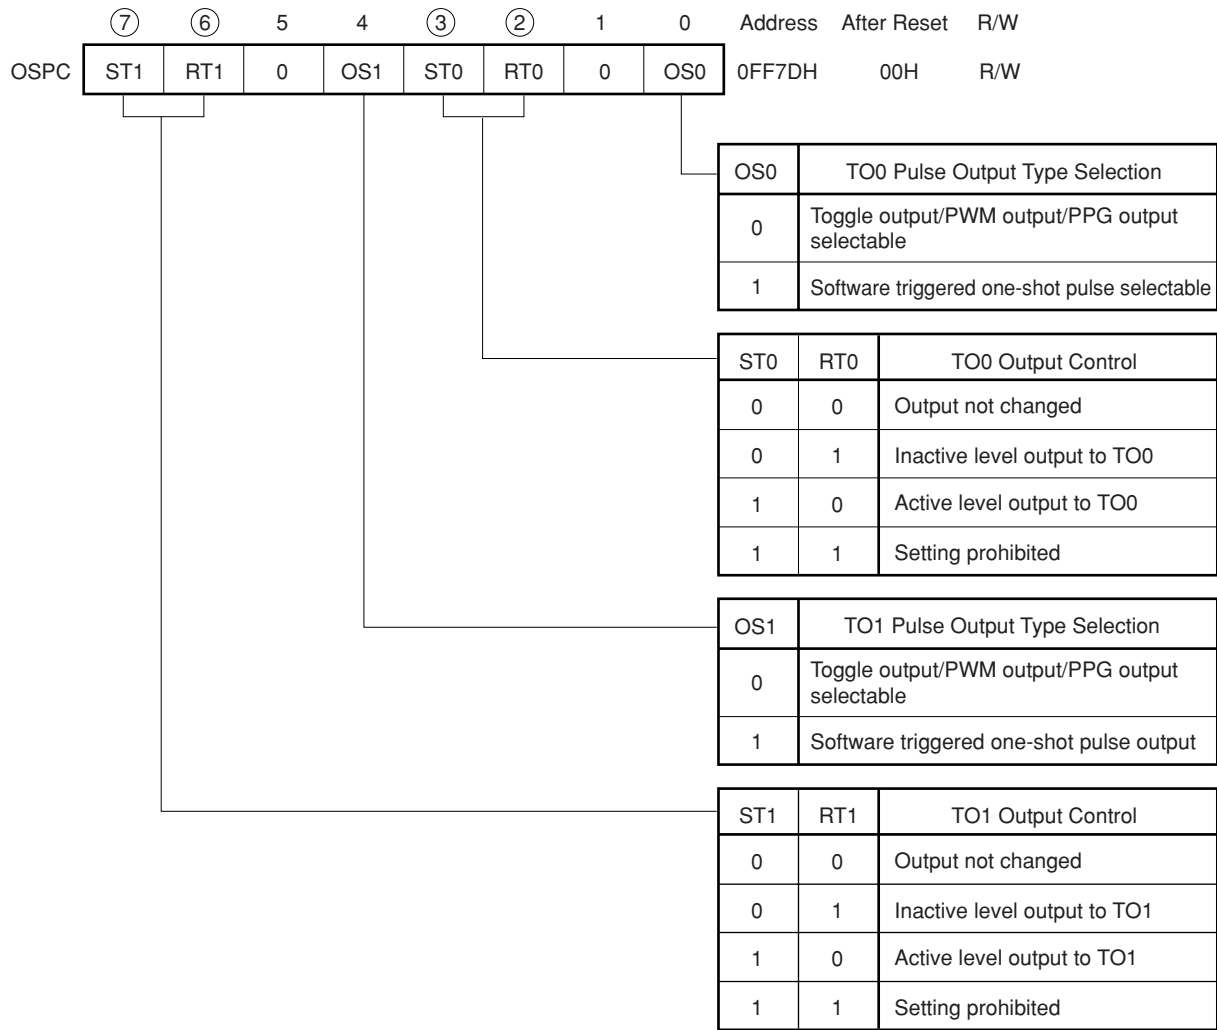 ⑦ ⑥ 5 4 ③ ② 1 0 Address After Reset R/W
OSPC ST1 RT1 0 OS1 ST0 RT0 0 OS0 0FF7DH 00H R/W
OS0 TO0 Pulse Output Type Selection
0 Toggle output/PWM output/PPG output
selectable
1 Software triggered one-shot pulse selectable
ST0 RT0 TO0 Output Control
0 0 Output not changed
0 1 Inactive level output to TO0
1 0 Active level output to TO0
1 1 Setting prohibited
OS1 TO1 Pulse Output Type Selection
0 Toggle output/PWM output/PPG output
selectable
1 Software triggered one-shot pulse output
ST1 RT1 TO1 Output Control
0 0 Output not changed
0 1 Inactive level output to TO1
1 0 Active level output to TO1
1 1 Setting prohibited